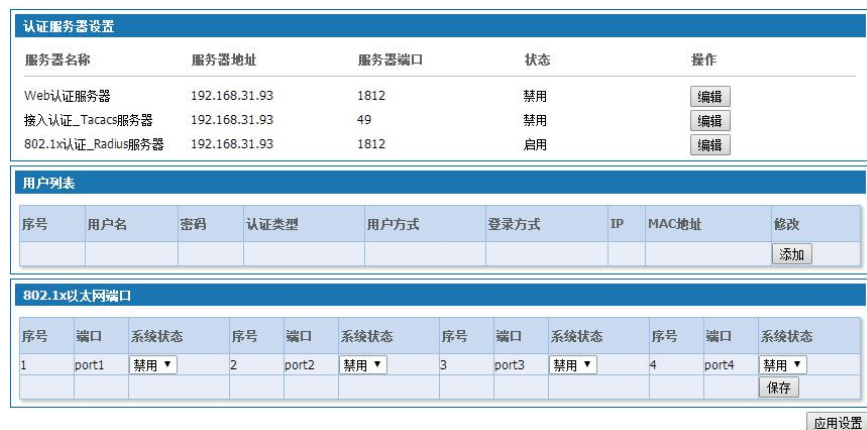 认证服务器设置
服务器名称 服务器地址 服务器端口 状态 操作
Web认证服务器 192.168.31.93 1812 禁用 编辑
接入认证_Tacacs服务器 192.168.31.93 49 禁用 编辑
802.1x认证_Radius服务器 192.168.31.93 1812 启用 编辑
用户列表
序号 用户名 密码 认证类型 用户方式 登录方式 IP MAC地址 修改
添加
802.1x以太网端口
序号 端口 系统状态 序号 端口 系统状态 序号 端口 系统状态 序号 端口 系统状态
1 port1 禁用 2 port2 禁用 3 port3 禁用 4 port4 禁用
保存
应用设置